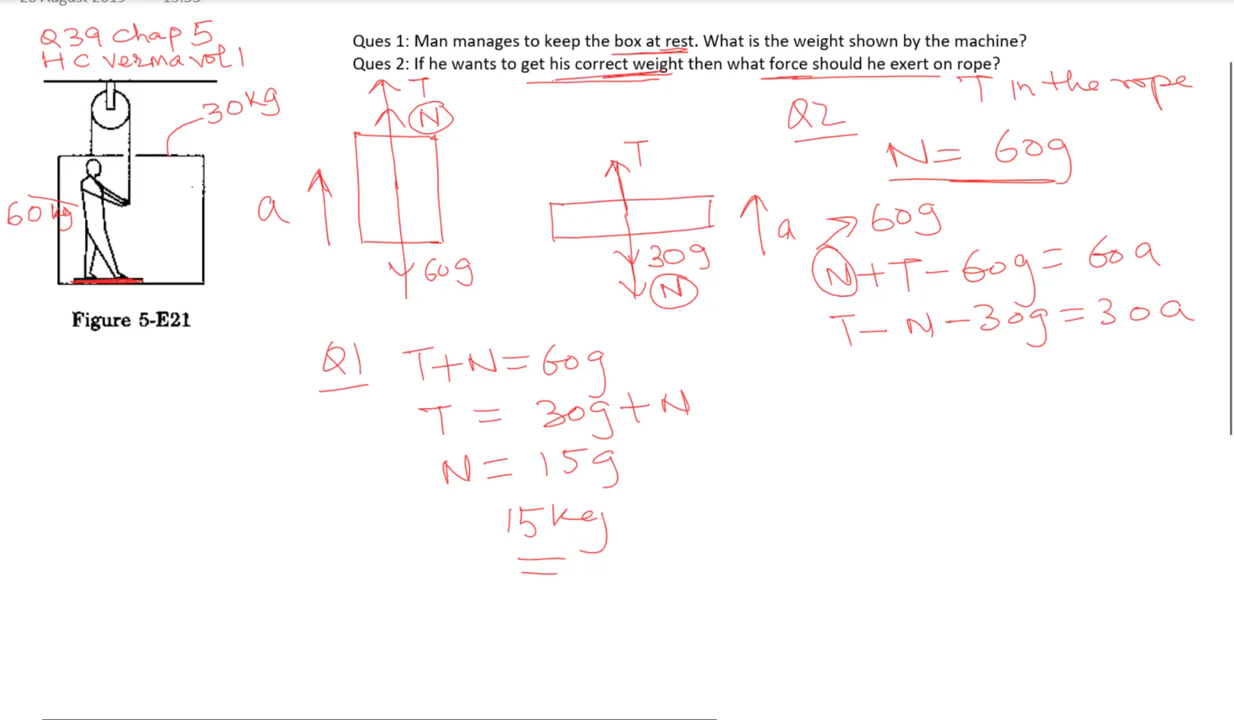 Q39 Chap 5
HC Verma vol 1
Ques 1: Man manages to keep the box at rest. What is the weight shown by the machine?
Ques 2: If he wants to get his correct weight then what force should he exert on rope?
T in the rope
30kg
60kg
Figure 5-E21
a
T
N
60g
T
30g
N
a
Q2
N = 60g
60g
N+T-60g = 60a
T-N-30g = 30a
Q1
T+N = 60g
T = 30g+N
N = 15g
15kg